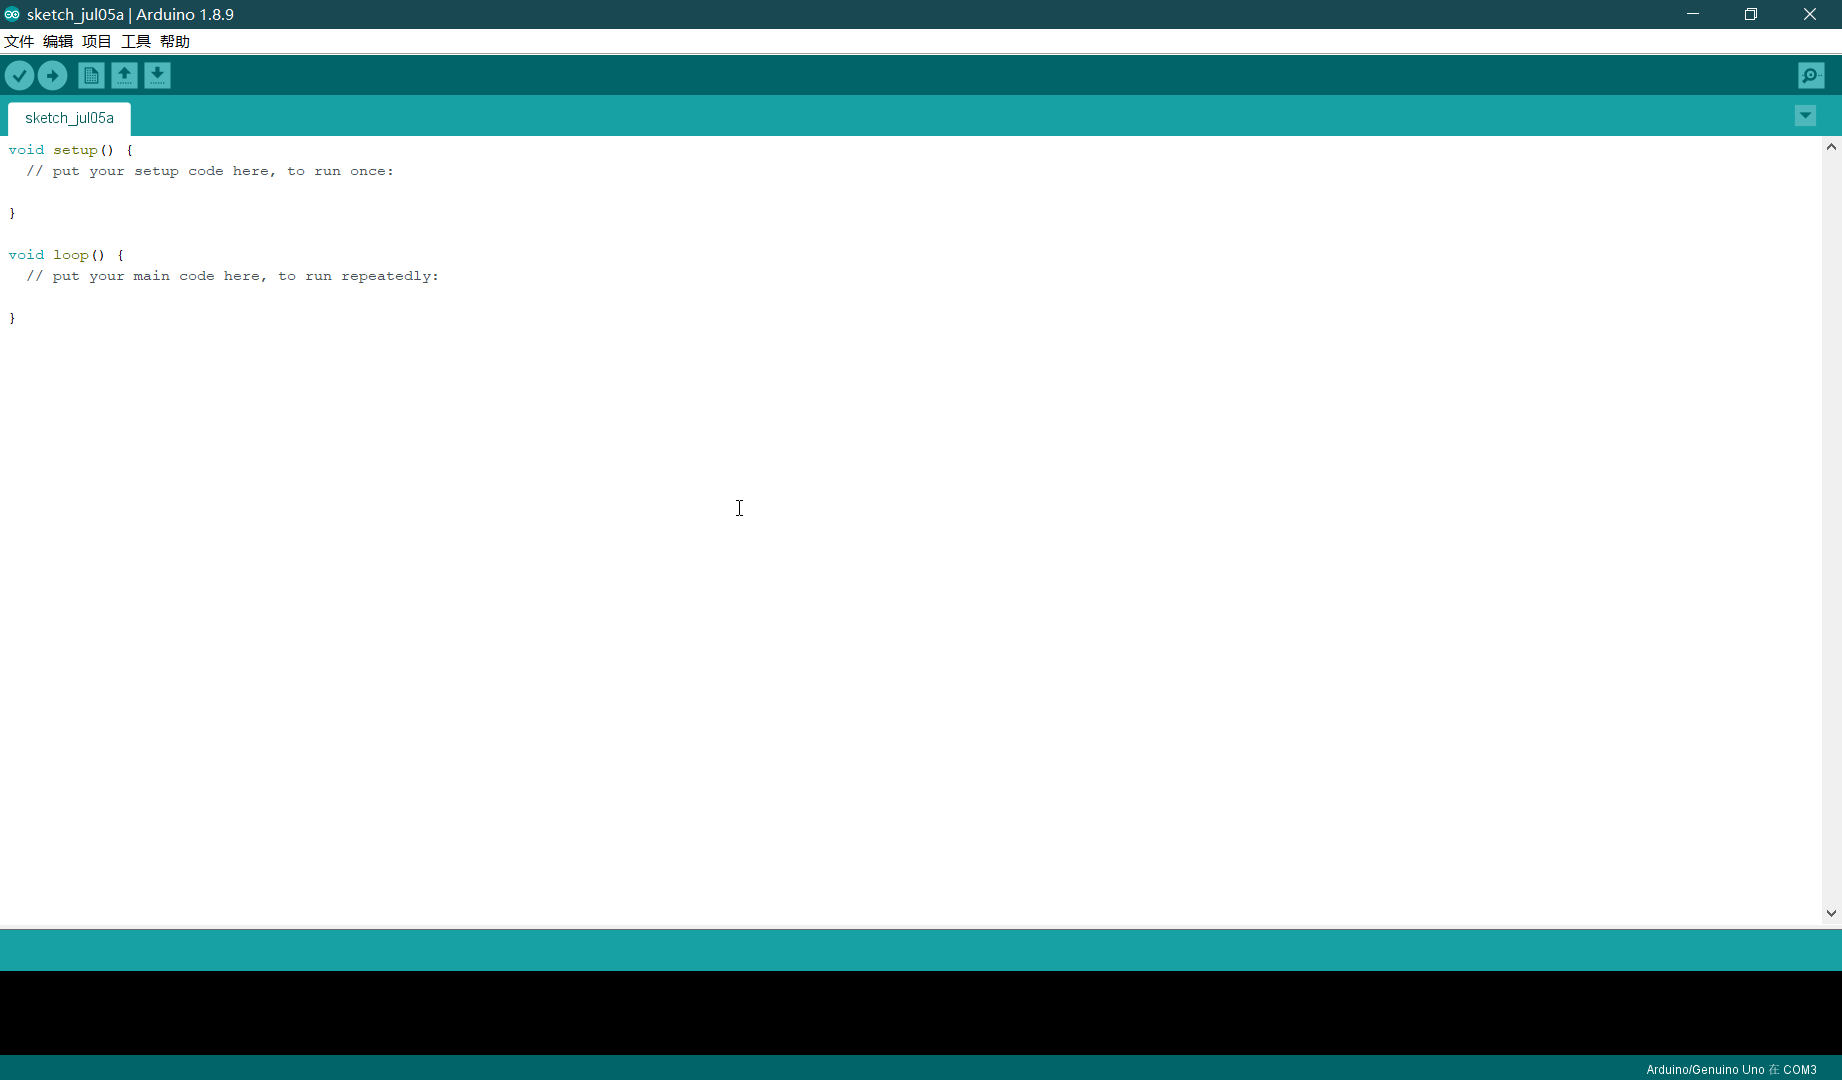 sketch_jul05a | Arduino 1.8.9
文件 编辑 项目 工具 帮助
sketch_jul05a
void setup() {
  // put your setup code here, to run once:
}
void loop() {
  // put your main code here, to run repeatedly:
}
Arduino/Genuino Uno 在 COM3